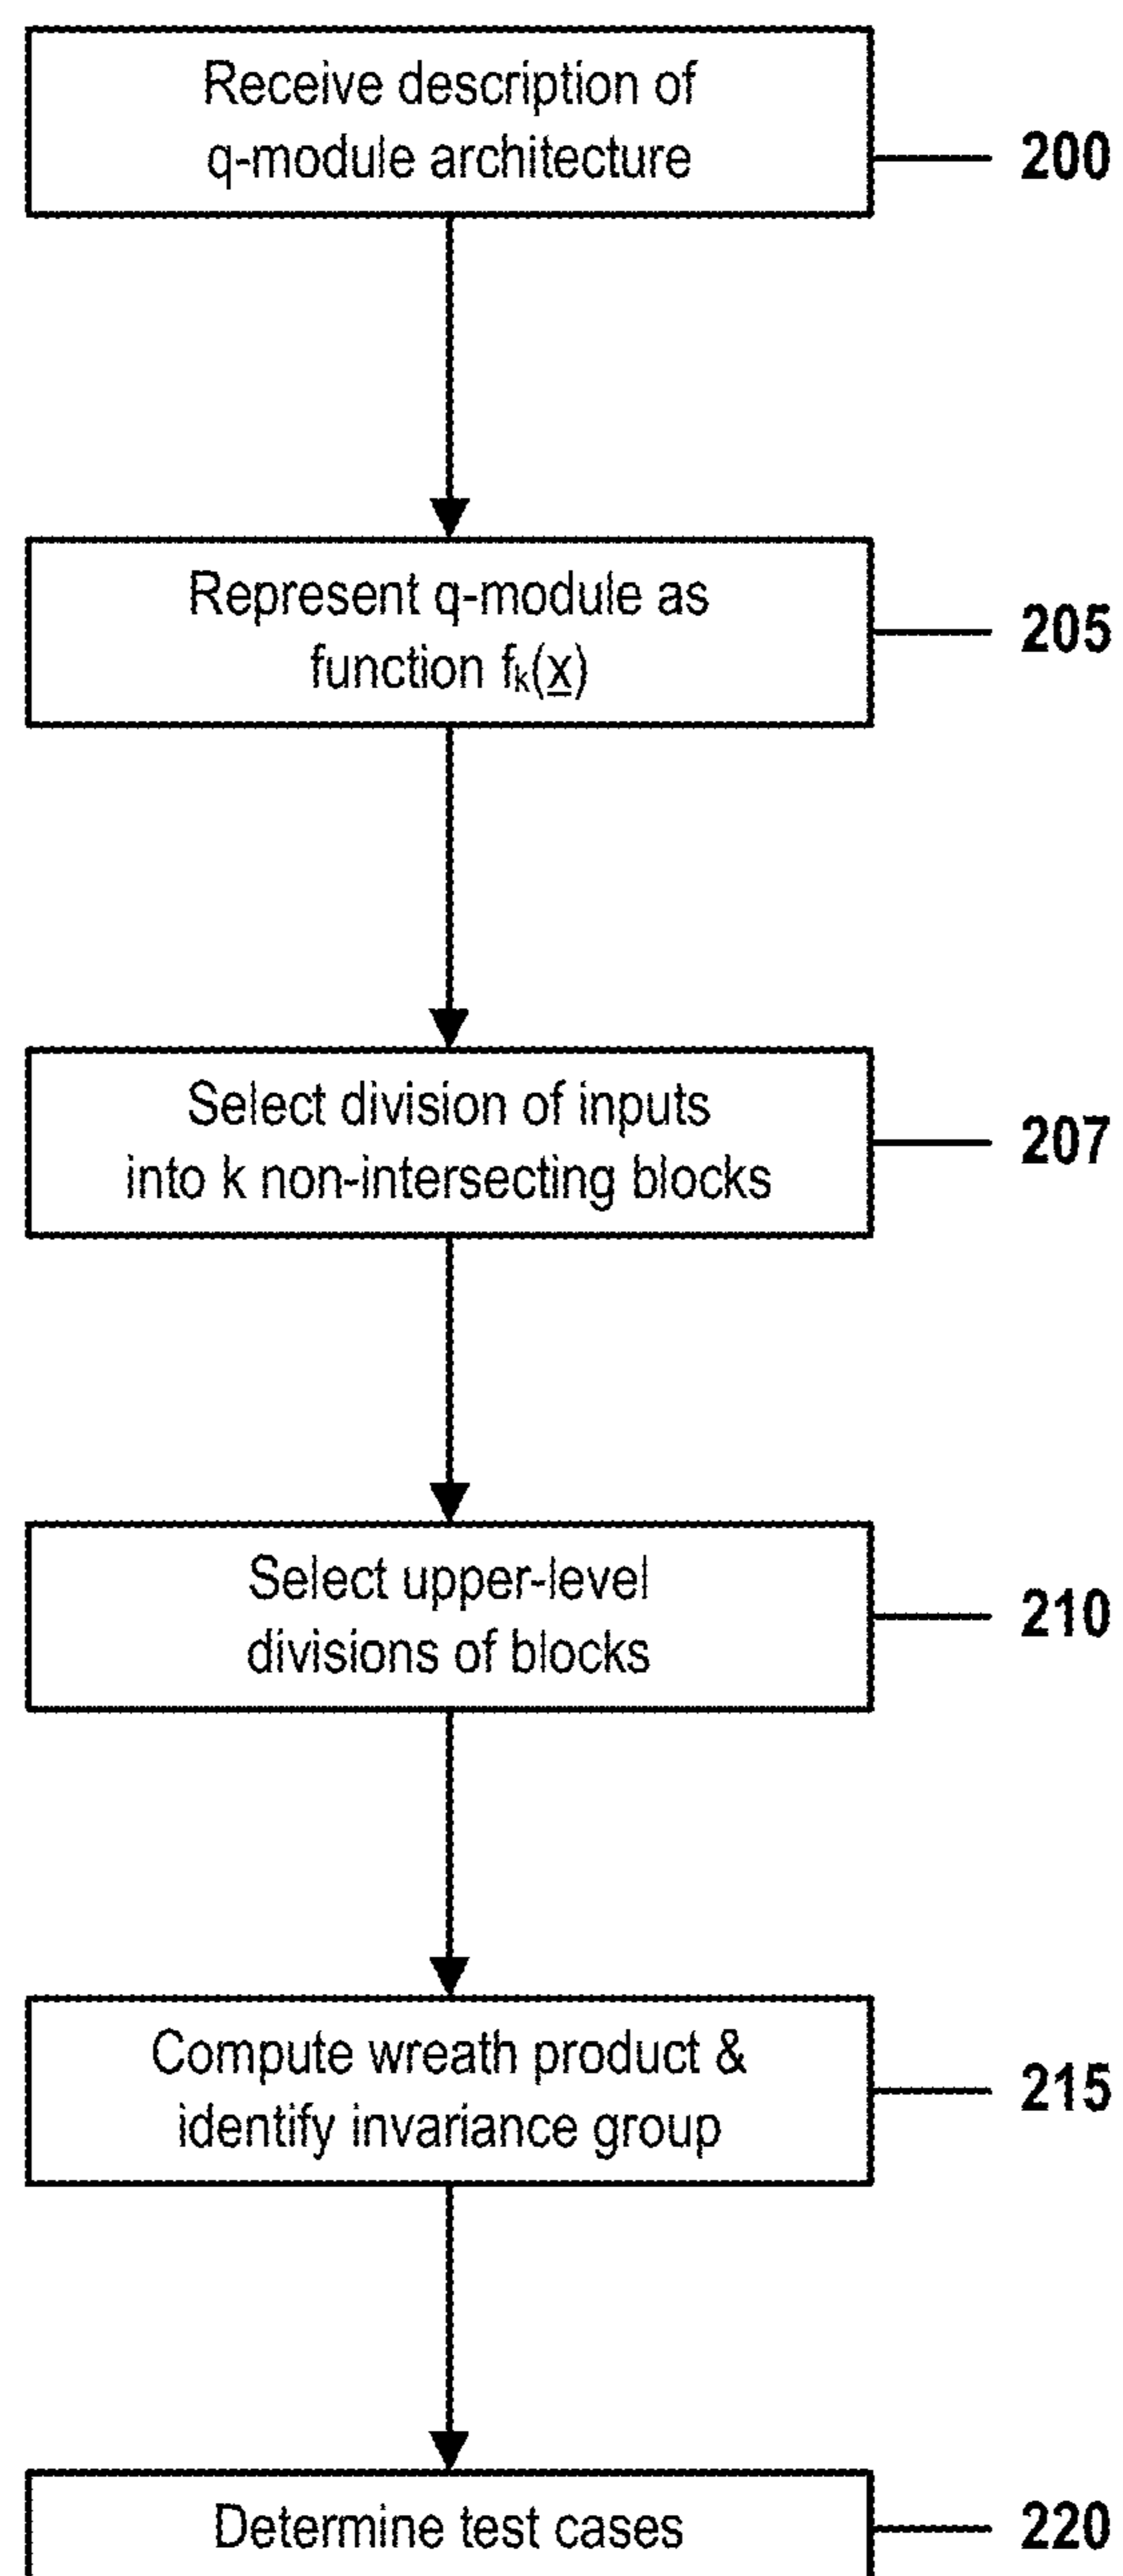 Receive description of
q-module architecture
200
Represent q-module as
function fₖ(x̲)
205
Select division of inputs
into k non-intersecting blocks
207
Select upper-level
divisions of blocks
210
Compute wreath product &
identify invariance group
215
Determine test cases
220